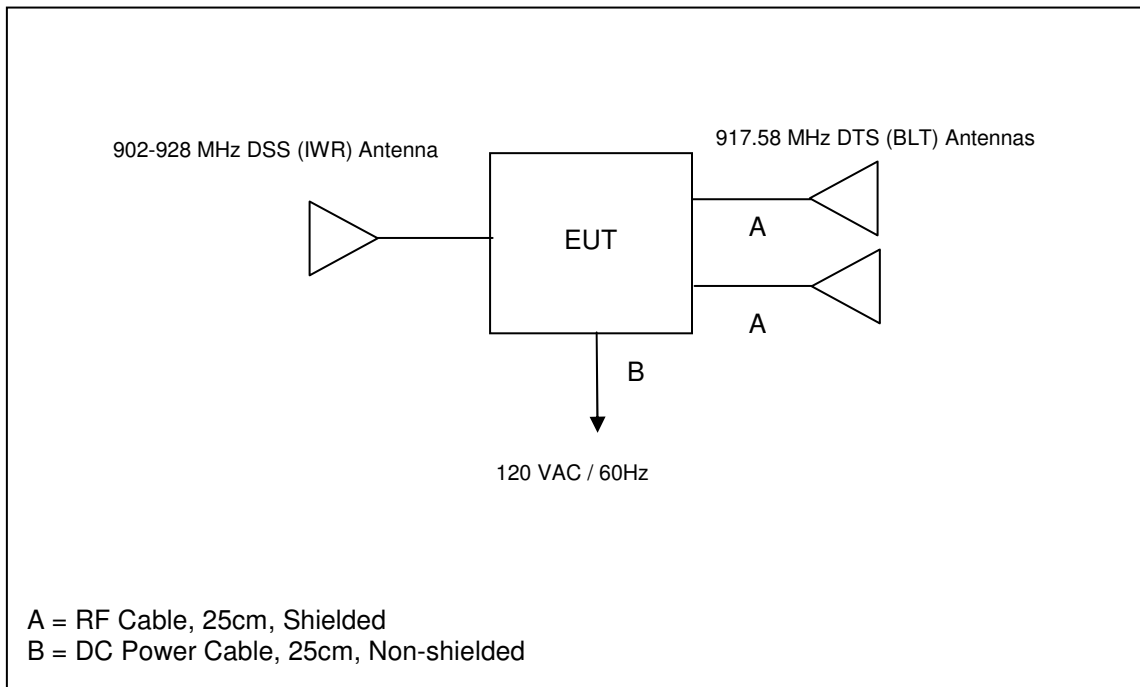 902-928 MHz DSS (IWR) Antenna
917.58 MHz DTS (BLT) Antennas
EUT
A
A
B
120 VAC / 60Hz
A = RF Cable, 25cm, Shielded
B = DC Power Cable, 25cm, Non-shielded